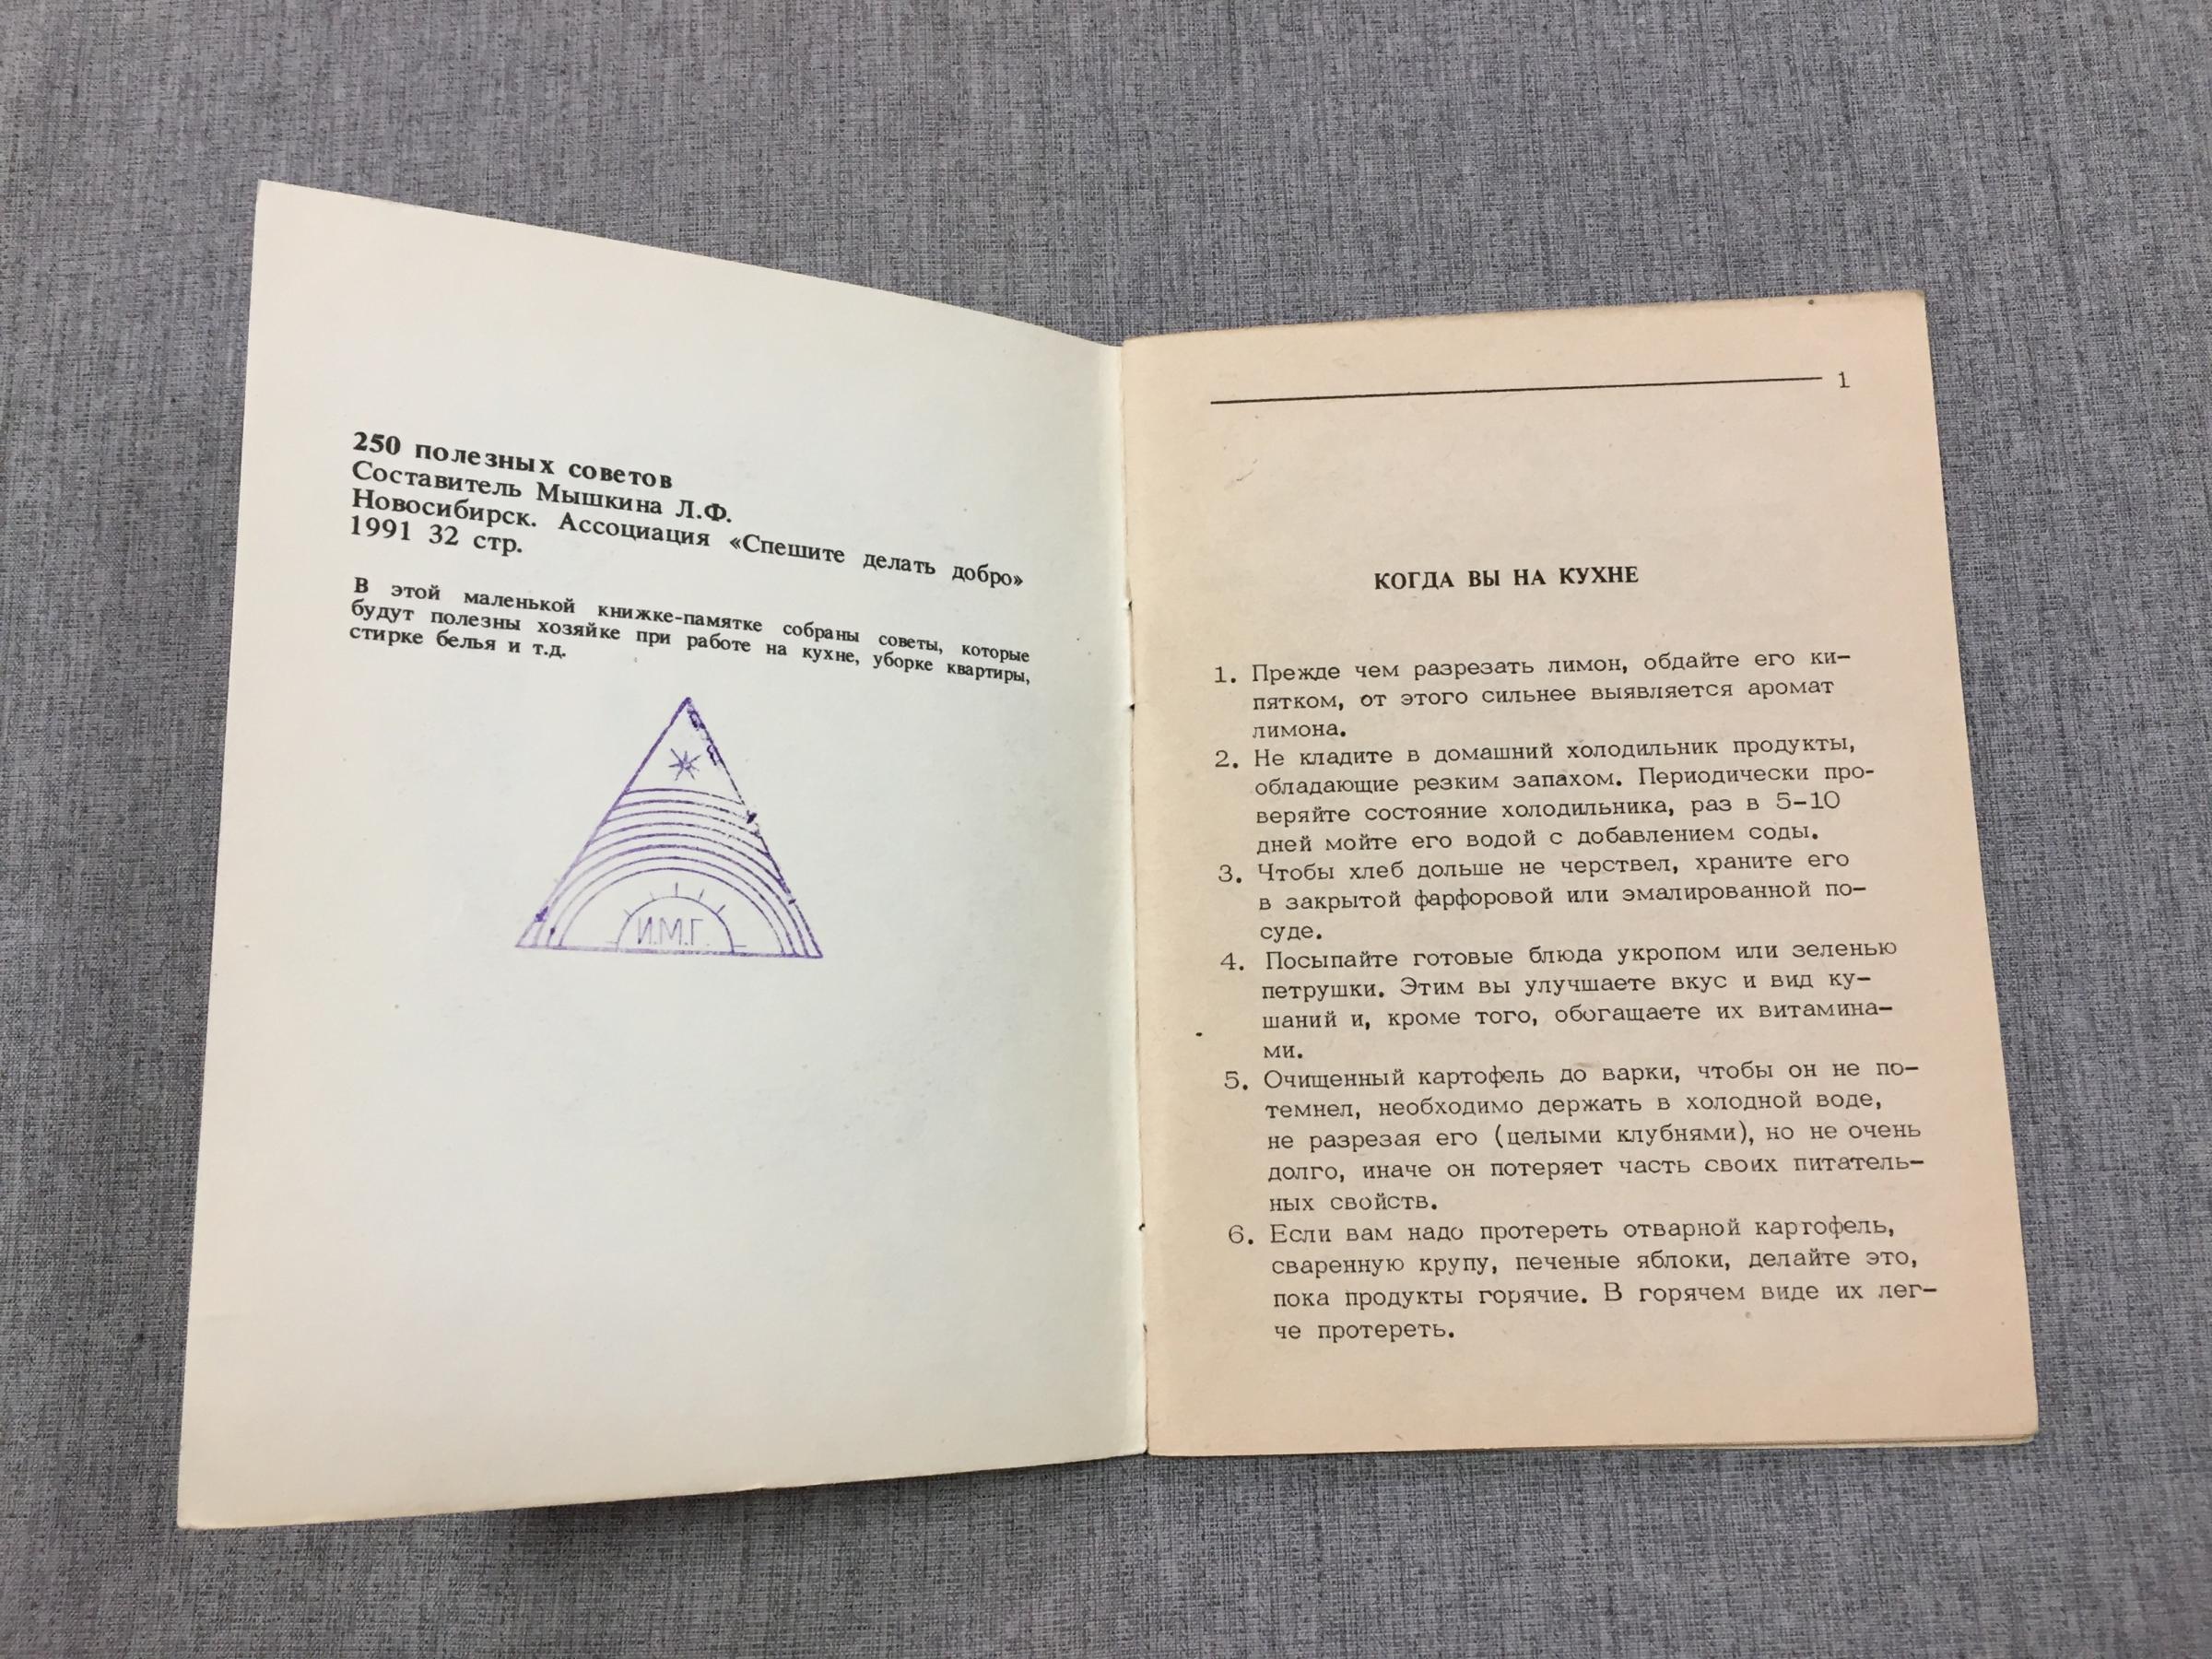 250 полезных советов
Составитель Мышкина Л.Ф.
Новосибирск. Ассоциация «Спешите делать добро»
1991 32 стр.
В этой маленькой книжке-памятке собраны советы, которые
будут полезны хозяйке при работе на кухне, уборке квартиры,
стирке белья и т.д.
И.М.Г.
1
КОГДА ВЫ НА КУХНЕ
1. Прежде чем разрезать лимон, обдайте его ки-
пятком, от этого сильнее выявляется аромат
лимона.
2. Не кладите в домашний холодильник продукты,
обладающие резким запахом. Периодически про-
веряйте состояние холодильника, раз в 5-10
дней мойте его водой с добавлением соды.
3. Чтобы хлеб дольше не черствел, храните его
в закрытой фарфоровой или эмалированной по-
суде.
4. Посыпайте готовые блюда укропом или зеленью
петрушки. Этим вы улучшаете вкус и вид ку-
шаний и, кроме того, обогащаете их витамина-
ми.
5. Очищенный картофель до варки, чтобы он не по-
темнел, необходимо держать в холодной воде,
не разрезая его (целыми клубнями), но не очень
долго, иначе он потеряет часть своих питатель-
ных свойств.
6. Если вам надо протереть отварной картофель,
сваренную крупу, печеные яблоки, делайте это,
пока продукты горячие. В горячем виде их лег-
че протереть.